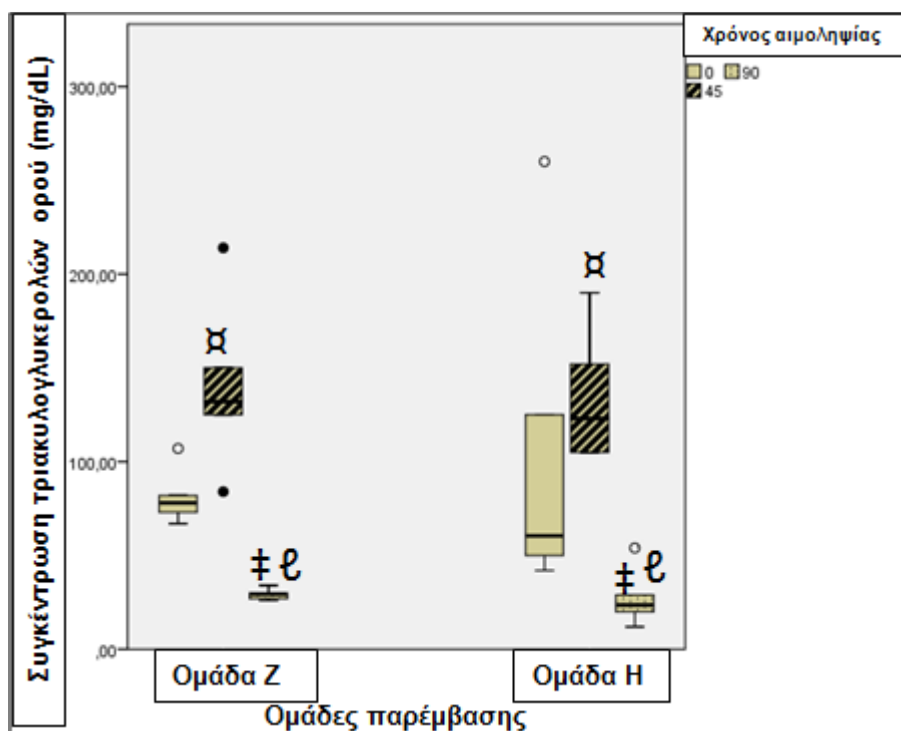 Συγκέντρωση τριακυλογλυκερολών ορού (mg/dL)
Χρόνος αιμοληψίας
0 90
45
300,00
200,00
100,00
,00
¤
¤
‡ ℓ
‡ ℓ
Ομάδα Ζ
Ομάδα Η
Ομάδες παρέμβασης